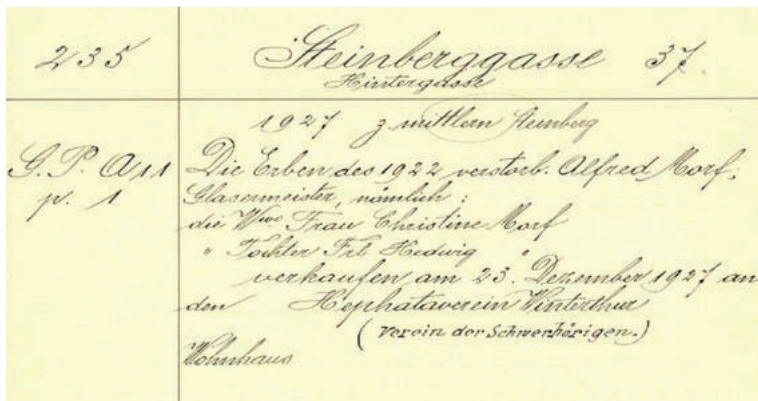 235
Steinberggasse 37.
Hintergasse
1927 z. mittlern Steinberg
G.P. A 11
p. 1
Die Erben des 1922 verstorb. Alfred Morf,
Glasermeister, nämlich:
die Wwe Frau Christine Morf
" Tochter Frl Hedwig "
verkaufen am 23. Dezember 1927 an
den Hephataverein Winterthur
(Verein der Schwerhörigen.)
Wohnhaus